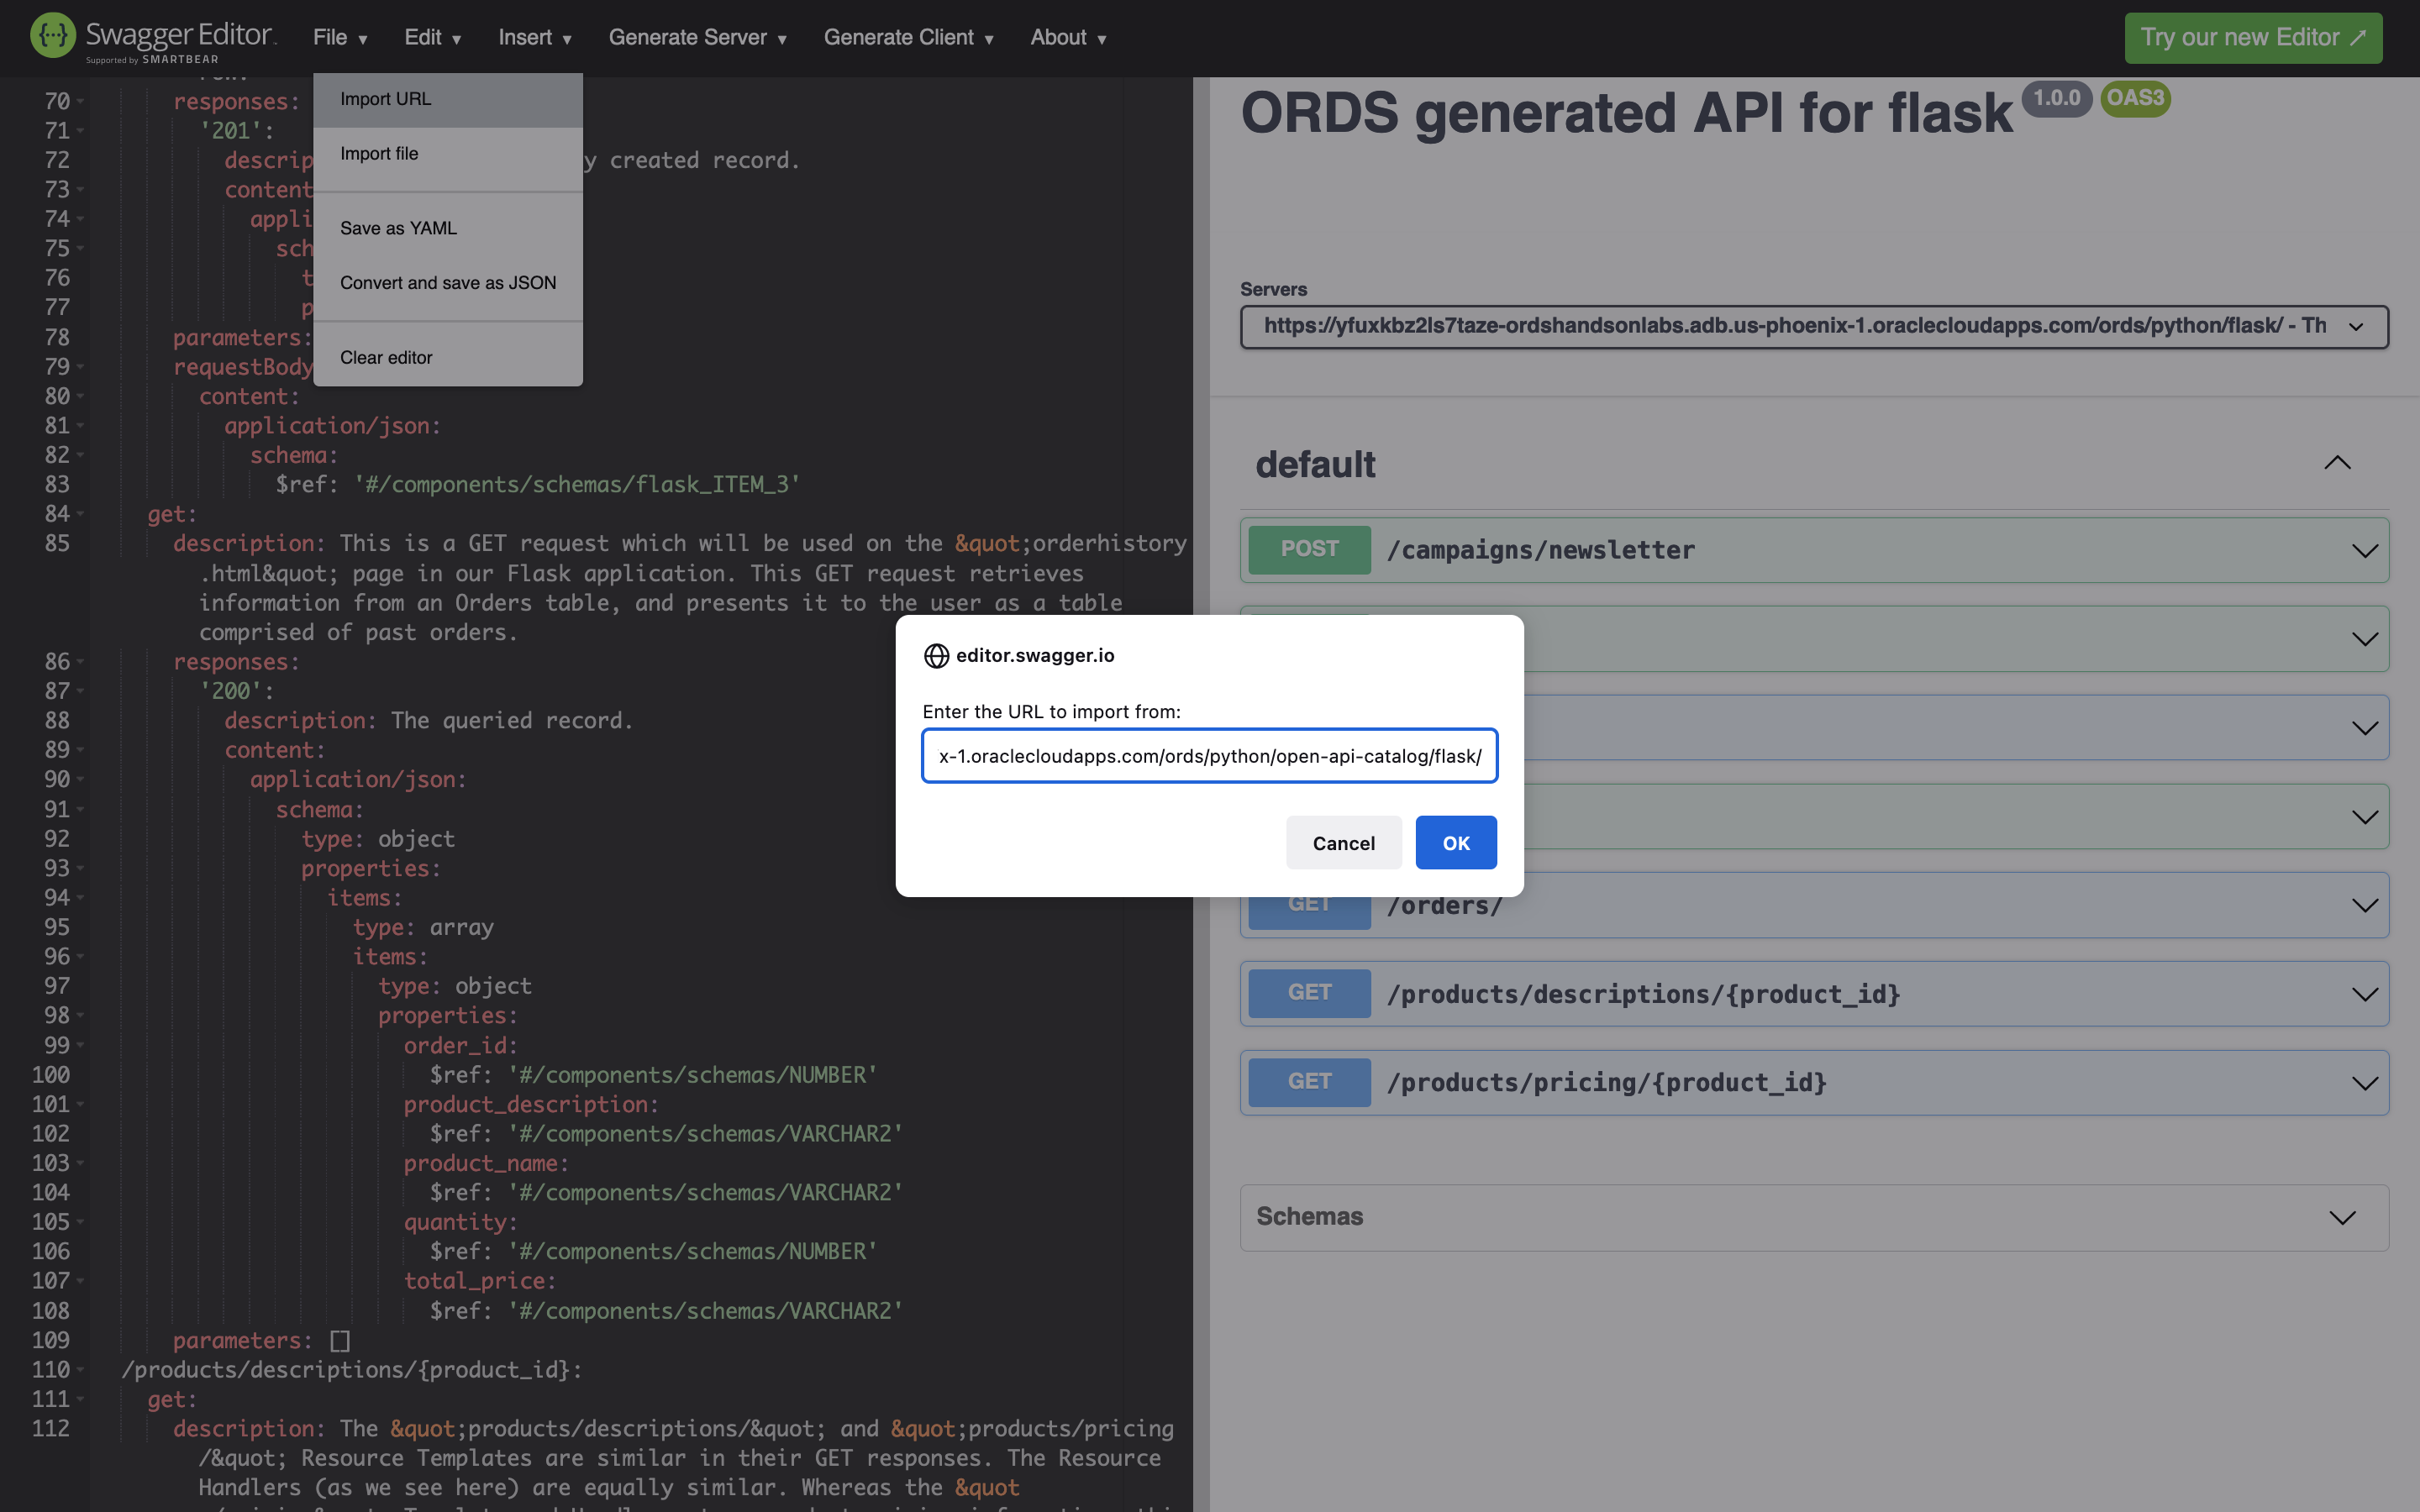 Swagger Editor
Supported by SMARTBEAR
File ▾
Edit ▾
Insert ▾
Generate Server ▾
Generate Client ▾
About ▾
Try our new Editor
Import URL
Import file
Save as YAML
Convert and save as JSON
Clear editor
70 responses:
71 '201':
72 descrip y created record.
73 content
74 appli
75 sch
76 t
77 p
78 parameters:
79 requestBody
80 content:
81 application/json:
82 schema:
83 $ref: '#/components/schemas/flask_ITEM_3'
84 get:
85 description: This is a GET request which will be used on the &quot;orderhistory
.html&quot; page in our Flask application. This GET request retrieves
information from an Orders table, and presents it to the user as a table
comprised of past orders.
86 responses:
87 '200':
88 description: The queried record.
89 content:
90 application/json:
91 schema:
92 type: object
93 properties:
94 items:
95 type: array
96 items:
97 type: object
98 properties:
99 order_id:
100 $ref: '#/components/schemas/NUMBER'
101 product_description:
102 $ref: '#/components/schemas/VARCHAR2'
103 product_name:
104 $ref: '#/components/schemas/VARCHAR2'
105 quantity:
106 $ref: '#/components/schemas/NUMBER'
107 total_price:
108 $ref: '#/components/schemas/VARCHAR2'
109 parameters: []
110 /products/descriptions/{product_id}:
111 get:
112 description: The &quot;products/descriptions/&quot; and &quot;products/pricing
/&quot; Resource Templates are similar in their GET responses. The Resource
Handlers (as we see here) are equally similar. Whereas the &quot
editor.swagger.io
Enter the URL to import from:
x-1.oraclecloudapps.com/ords/python/open-api-catalog/flask/
Cancel
OK
ORDS generated API for flask 1.0.0 OAS3
Servers
https://yfuxkbz2ls7taze-ordshandsonlabs.adb.us-phoenix-1.oraclecloudapps.com/ords/python/flask/ - Th
default
POST /campaigns/newsletter
GET /orders/
GET /products/descriptions/{product_id}
GET /products/pricing/{product_id}
Schemas